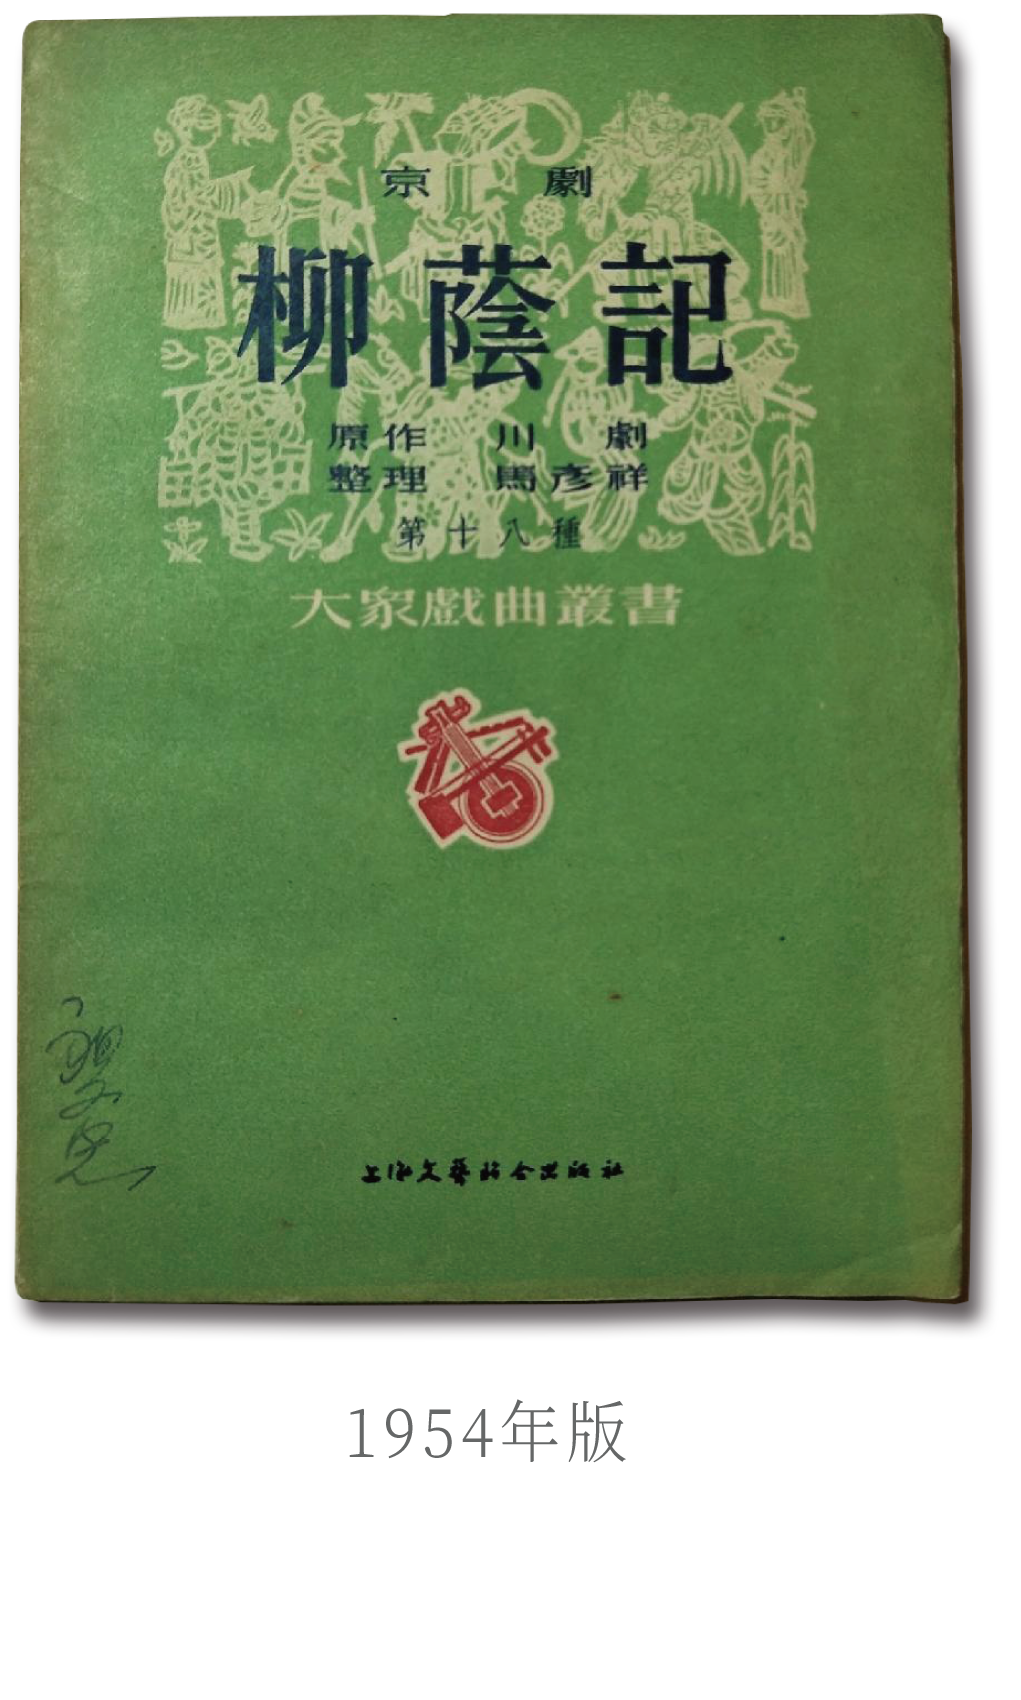 京劇
柳蔭記
原作 川劇
整理 馬彥祥
第十八種
大眾戲曲叢書
上海文藝聯合出版社
1954年版